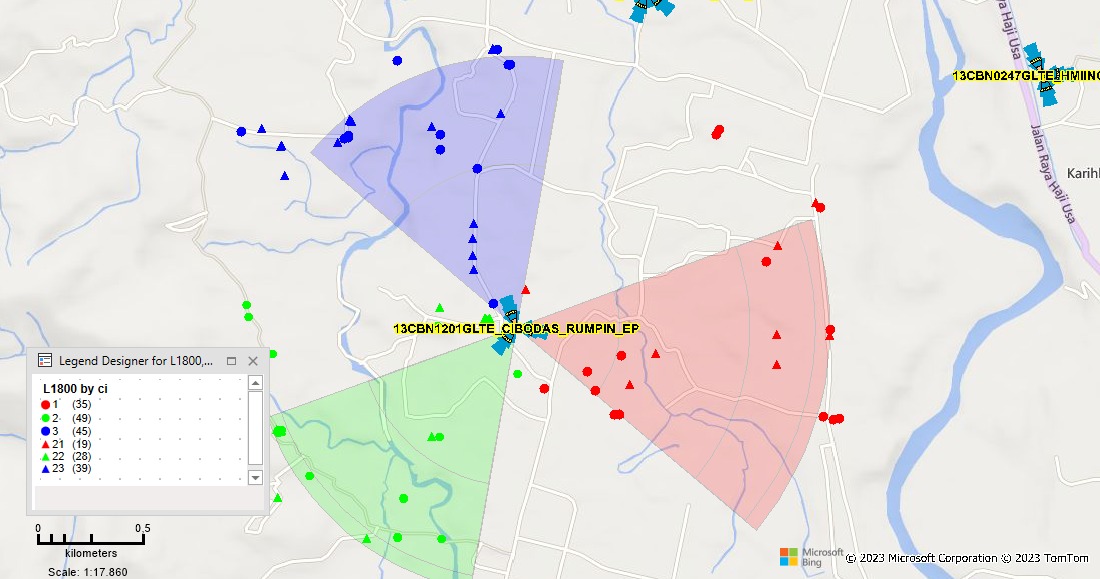 Jalan Raya Haji Usa
13CBN0247GLTE_HMIING
Jalan Raya Haji Usa
Karihk
13CBN1201GLTE_CIBODAS_RUMPIN_EP
Legend Designer for L1800,...
L1800 by ci
1 (35)
2 (49)
3 (45)
21 (19)
22 (28)
23 (39)
0 0.5
kilometers
Scale: 1:17.860
Microsoft
Bing
© 2023 Microsoft Corporation © 2023 TomTom